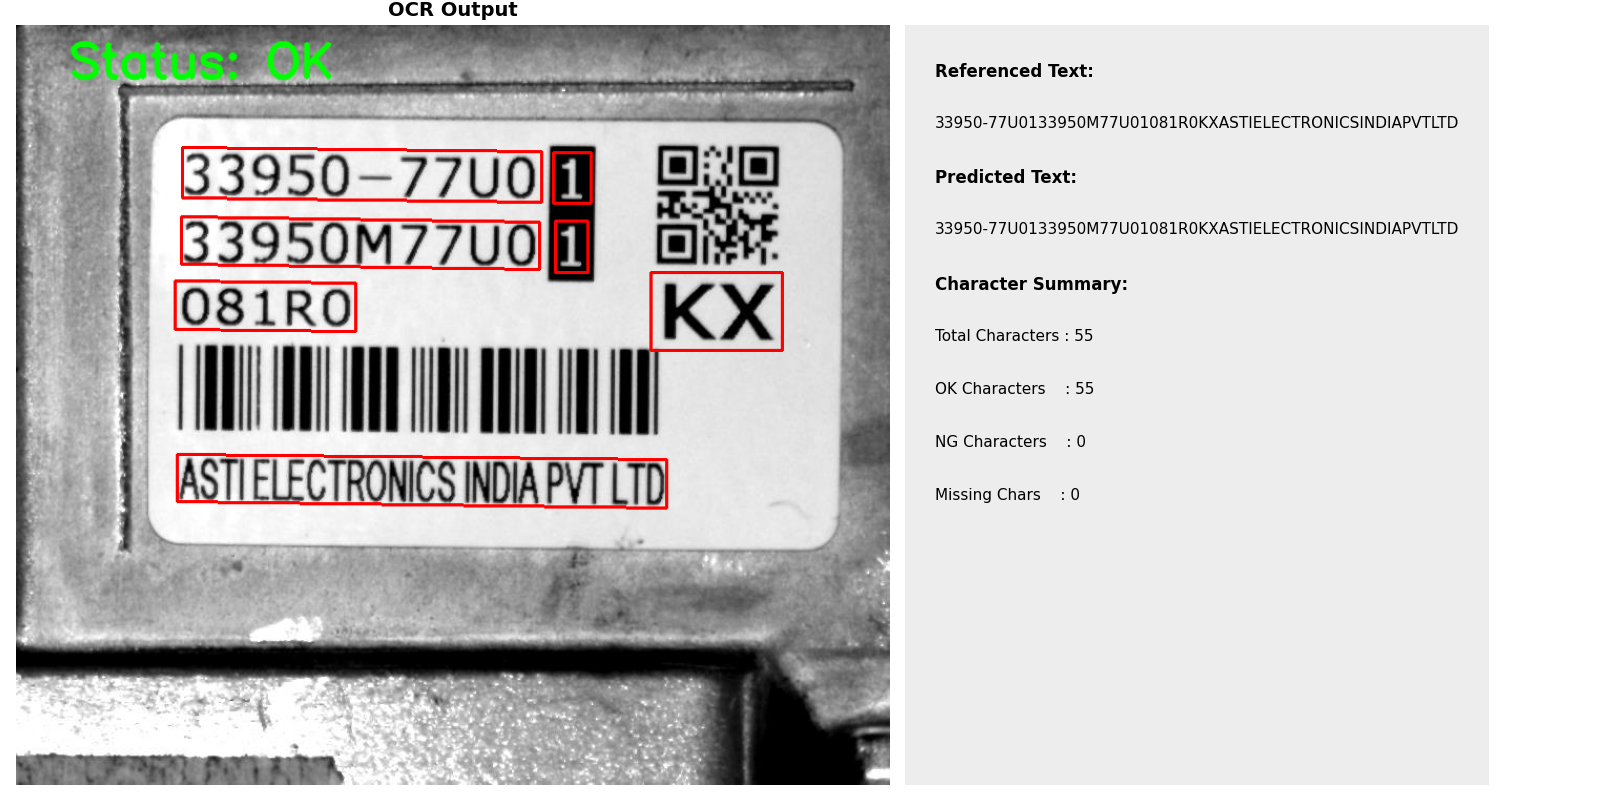 OCR Output
Status: OK
33950-77U0 1
33950M77U0 1
081R0
KX
ASTI ELECTRONICS INDIA PVT LTD
Referenced Text:
33950-77U0133950M77U01081R0KXASTIELECTRONICSINDIAPVTLTD
Predicted Text:
33950-77U0133950M77U01081R0KXASTIELECTRONICSINDIAPVTLTD
Character Summary:
Total Characters : 55
OK Characters : 55
NG Characters : 0
Missing Chars : 0